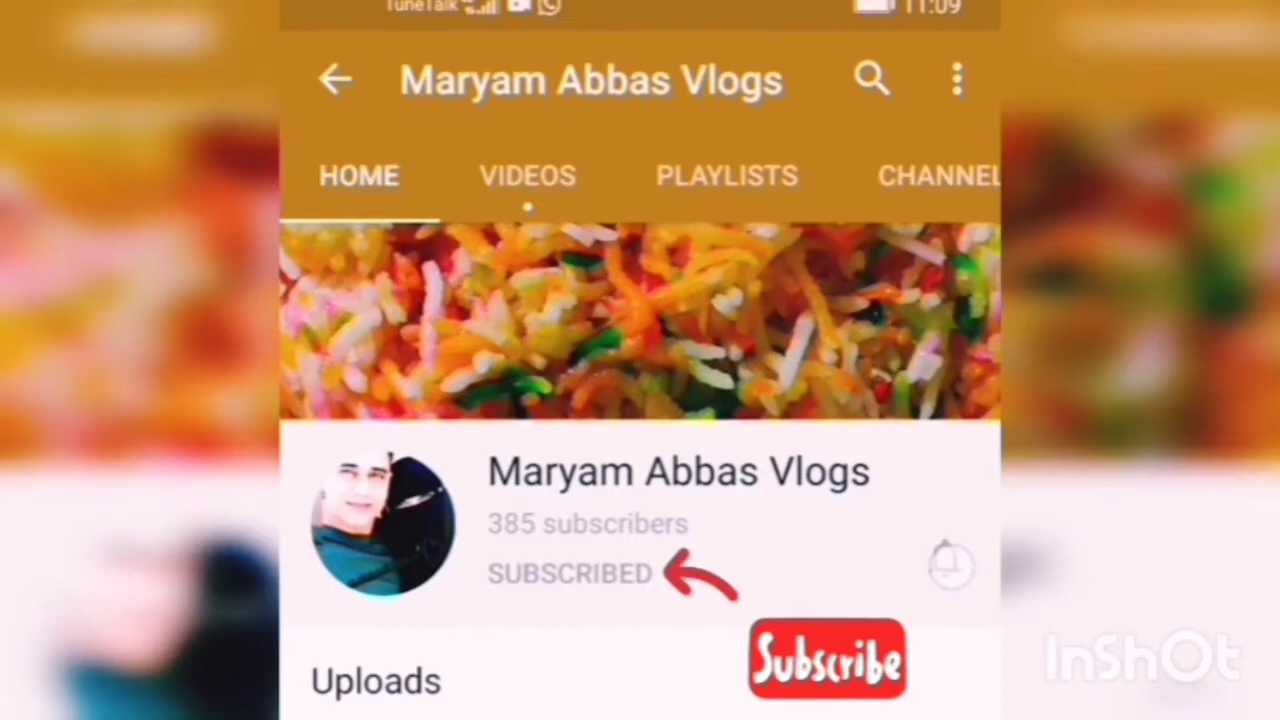 TuneTalk 11:09
Maryam Abbas Vlogs
HOME VIDEOS PLAYLISTS CHANNEL
Maryam Abbas Vlogs
385 subscribers
SUBSCRIBED
Subscribe
Uploads
InShOt